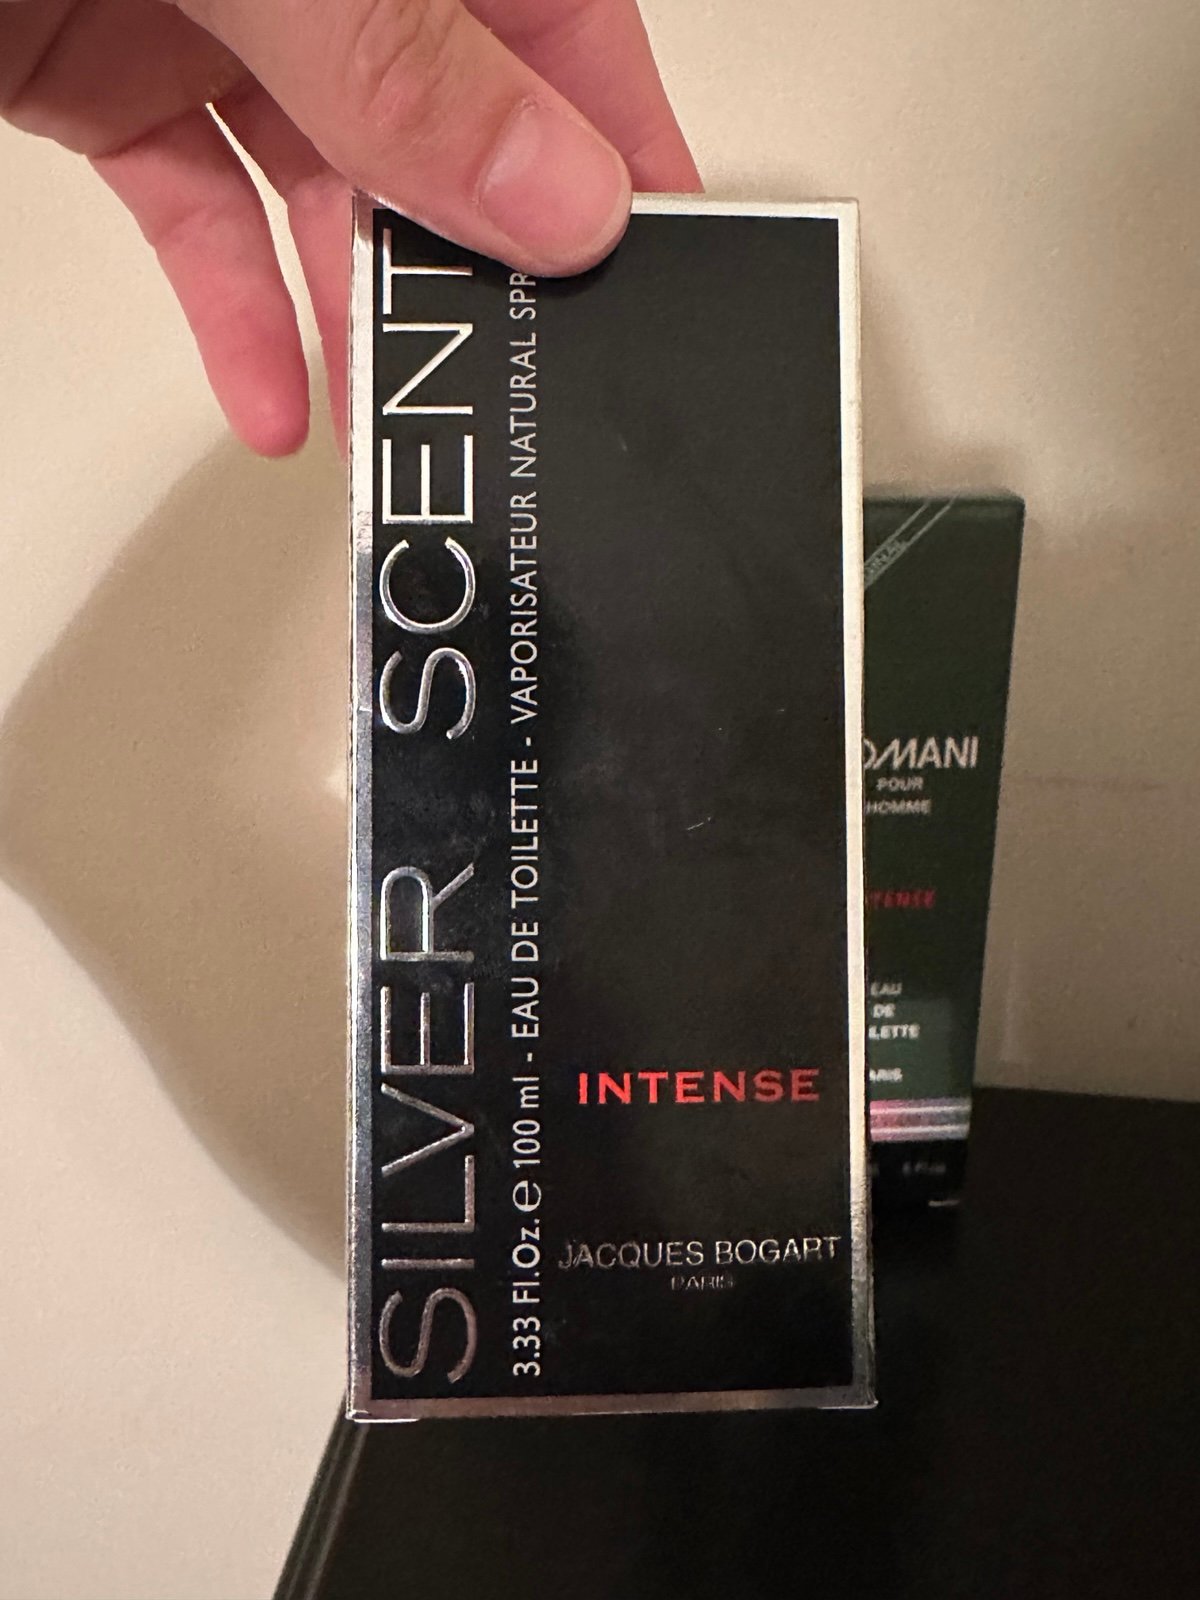 SILVER SCENT
3.33 Fl.Oz. e 100 ml - EAU DE TOILETTE - VAPORISATEUR NATURAL SPR
INTENSE
JACQUES BOGART
PARIS
OMANI
POUR
HOMME
TENSE
EAU
DE
LETTE
ARIS